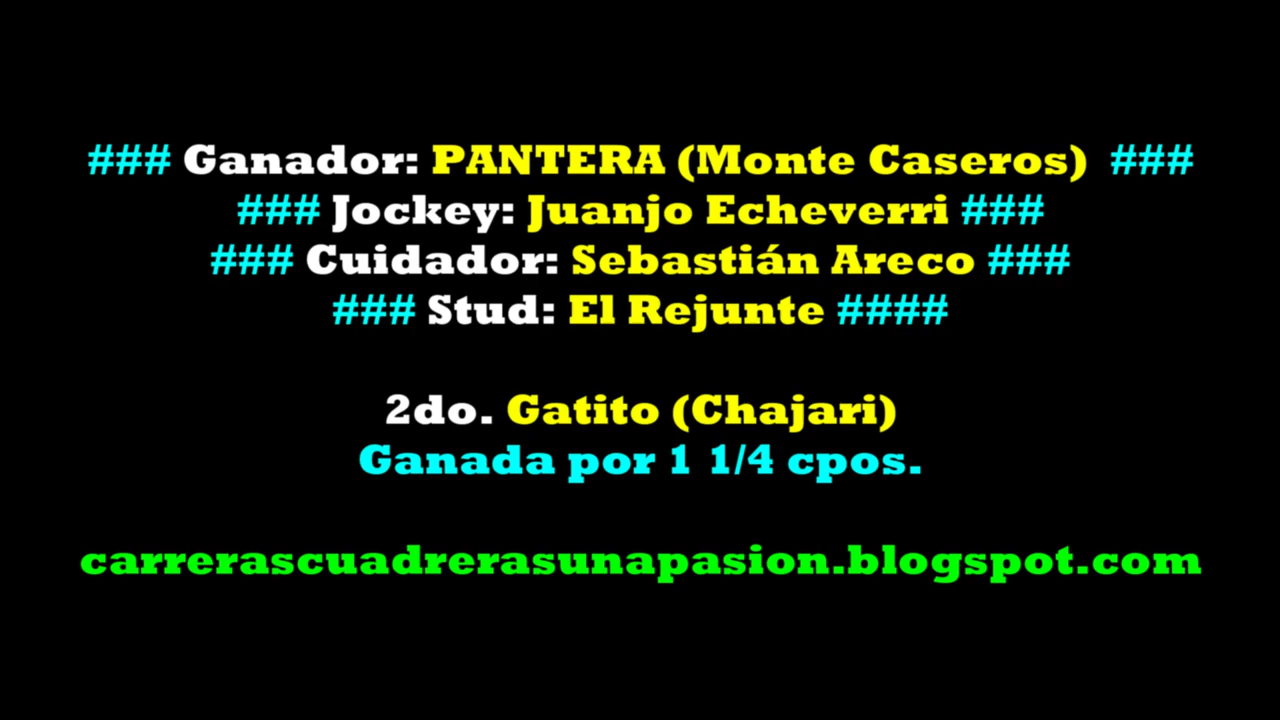 ### Ganador: PANTERA (Monte Caseros) ###
### Jockey: Juanjo Echeverri ###
### Cuidador: Sebastián Areco ###
### Stud: El Rejunte ####
2do. Gatito (Chajari)
Ganada por 1 1/4 cpos.
carrerascuadrerasunapasion.blogspot.com